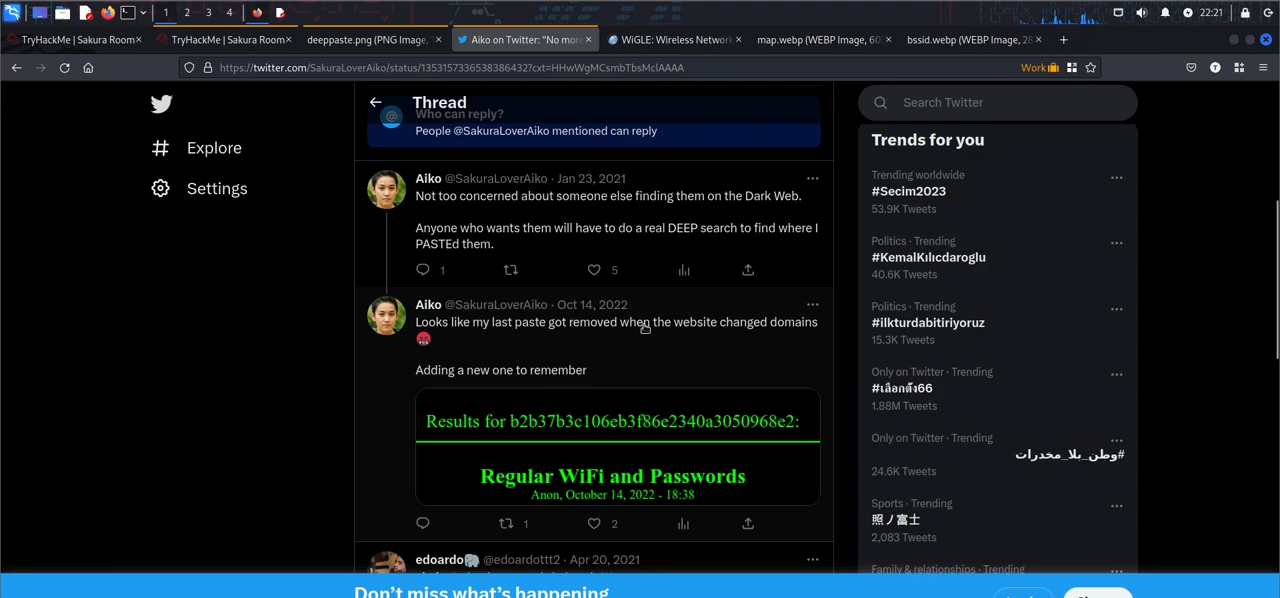 1 2 3 4 22:21
TryHackMe | Sakura Room × TryHackMe | Sakura Room × deeppaste.png (PNG Image, × Aiko on Twitter: "No more × WiGLE: Wireless Network × map.webp (WEBP Image, 60 × bssid.webp (WEBP Image, 28 × +
https://twitter.com/SakuraLoverAiko/status/1353157336538386432?cxt=HHwWgMCsmbTbsMclAAAA Work
Explore
Settings
Thread
Who can reply?
People @SakuraLoverAiko mentioned can reply
Aiko @SakuraLoverAiko · Jan 23, 2021
Not too concerned about someone else finding them on the Dark Web.
Anyone who wants them will have to do a real DEEP search to find where I
PASTEd them.
1 5
Aiko @SakuraLoverAiko · Oct 14, 2022
Looks like my last paste got removed when the website changed domains
Adding a new one to remember
Results for b2b37b3c106eb3f86e2340a3050968e2:
Regular WiFi and Passwords
Anon, October 14, 2022 - 18:38
1 2
edoardo @edoardottt2 · Apr 20, 2021
Search Twitter
Trends for you
Trending worldwide
#Secim2023
53.9K Tweets
Politics · Trending
#KemalKılıcdaroglu
40.6K Tweets
Politics · Trending
#ilkturdabitiriyoruz
15.3K Tweets
Only on Twitter · Trending
#เลือกตั้ง66
1.88M Tweets
Only on Twitter · Trending
#وطن_بلا_مخدرات
24.6K Tweets
Sports · Trending
照ノ富士
2,083 Tweets
Family & relationships · Trending
Don't miss what's happening